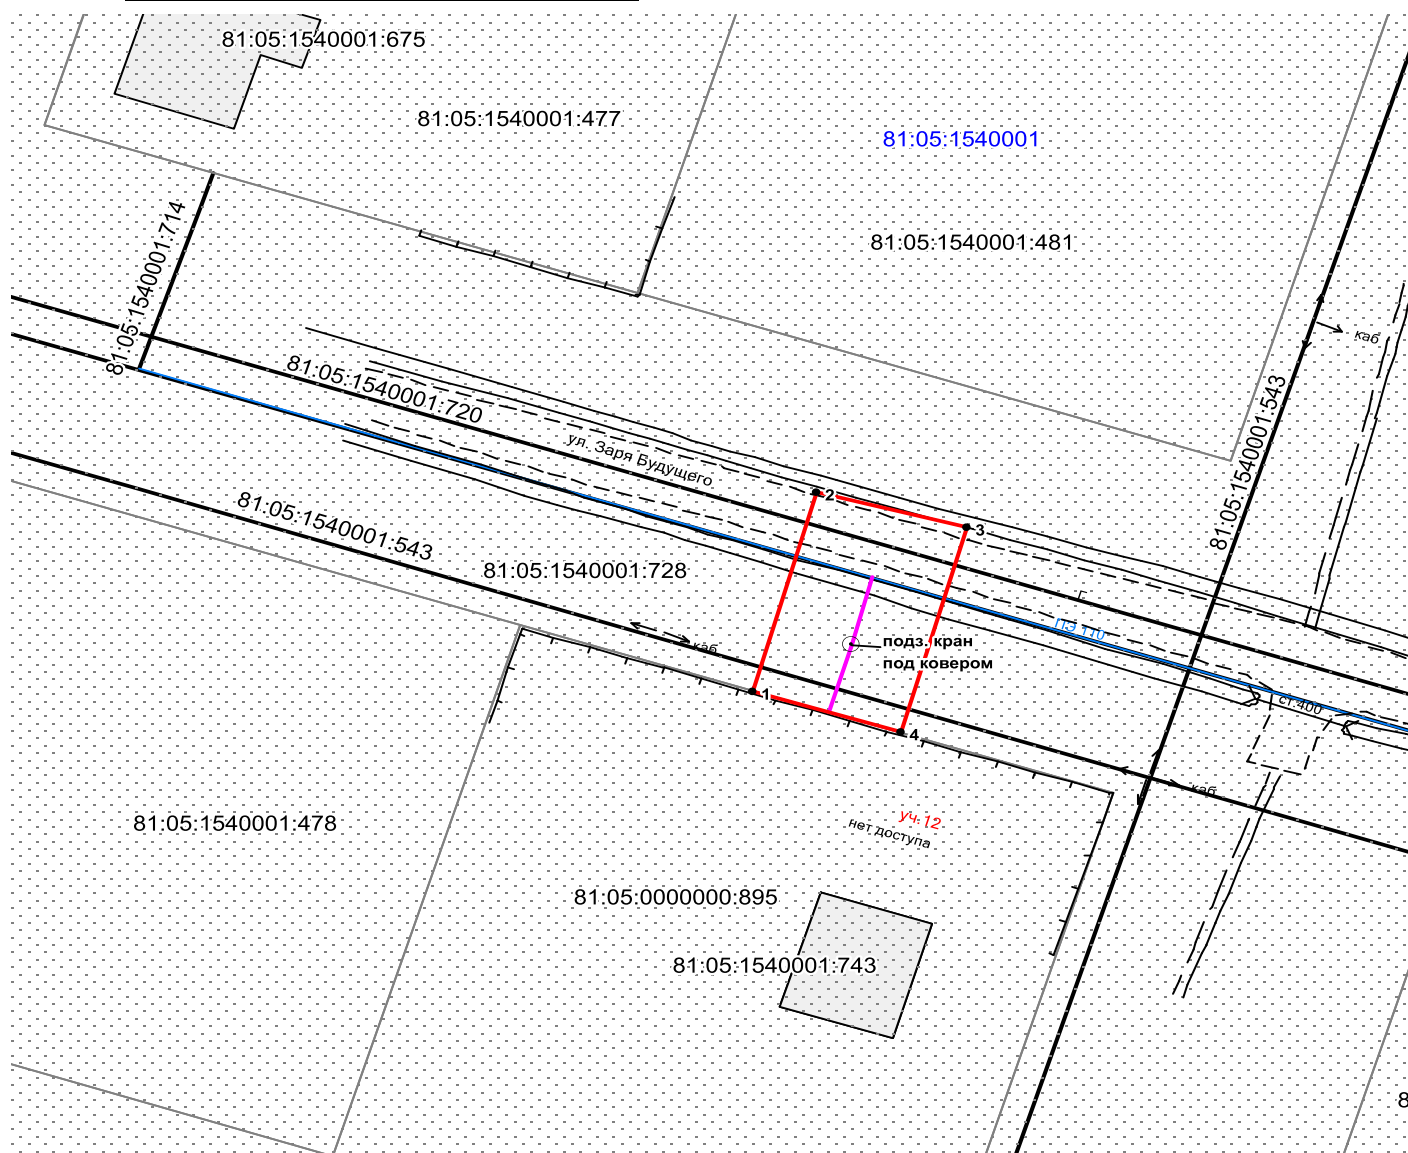 81:05:1540001:675
81:05:1540001:477
81:05:1540001
81:05:1540001:714
81:05:1540001:481
каб
81:05:1540001:720
81:05:1540001:543
ул. Заря Будущего
2
3
81:05:1540001:543
81:05:1540001:728
Г.
ПЭ 110
каб
подз. кран
под ковером
1
4
ст.400
каб
81:05:1540001:478
уч.12
нет доступа
81:05:0000000:895
81:05:1540001:743
8